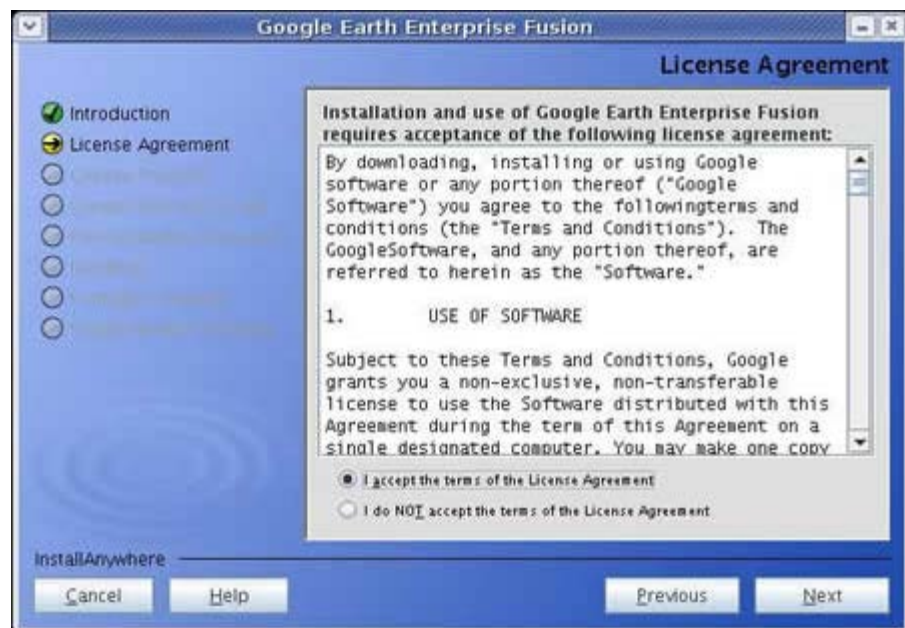 Google Earth Enterprise Fusion
License Agreement
Introduction
License Agreement
Installation and use of Google Earth Enterprise Fusion
requires acceptance of the following license agreement:
By downloading, installing or using Google
software or any portion thereof ("Google
Software") you agree to the followingterms and
conditions (the "Terms and Conditions").  The
GoogleSoftware, and any portion thereof, are
referred to herein as the "Software."
1.        USE OF SOFTWARE
Subject to these Terms and Conditions, Google
grants you a non-exclusive, non-transferable
license to use the Software distributed with this
Agreement during the term of this Agreement on a
single designated computer. You may make one copy
I accept the terms of the License Agreement
I do NOT accept the terms of the License Agreement
InstallAnywhere
Cancel
Help
Previous
Next